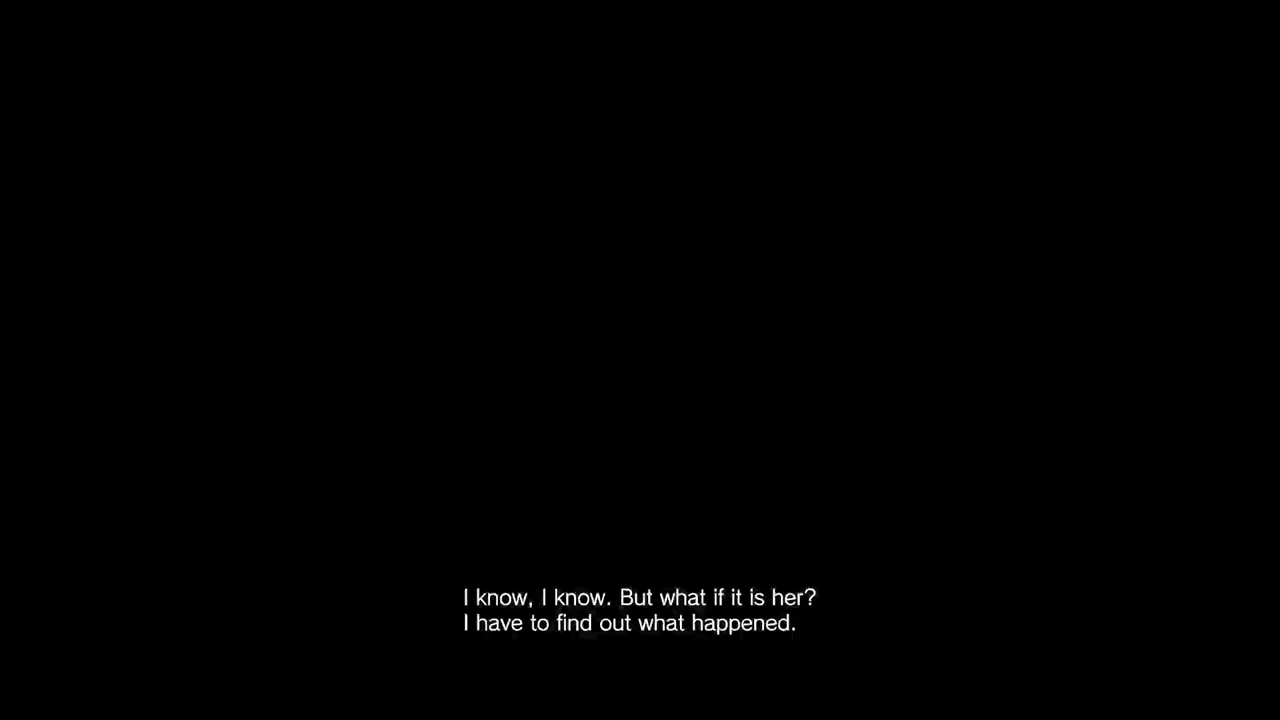 I know, I know. But what if it is her?
I have to find out what happened.